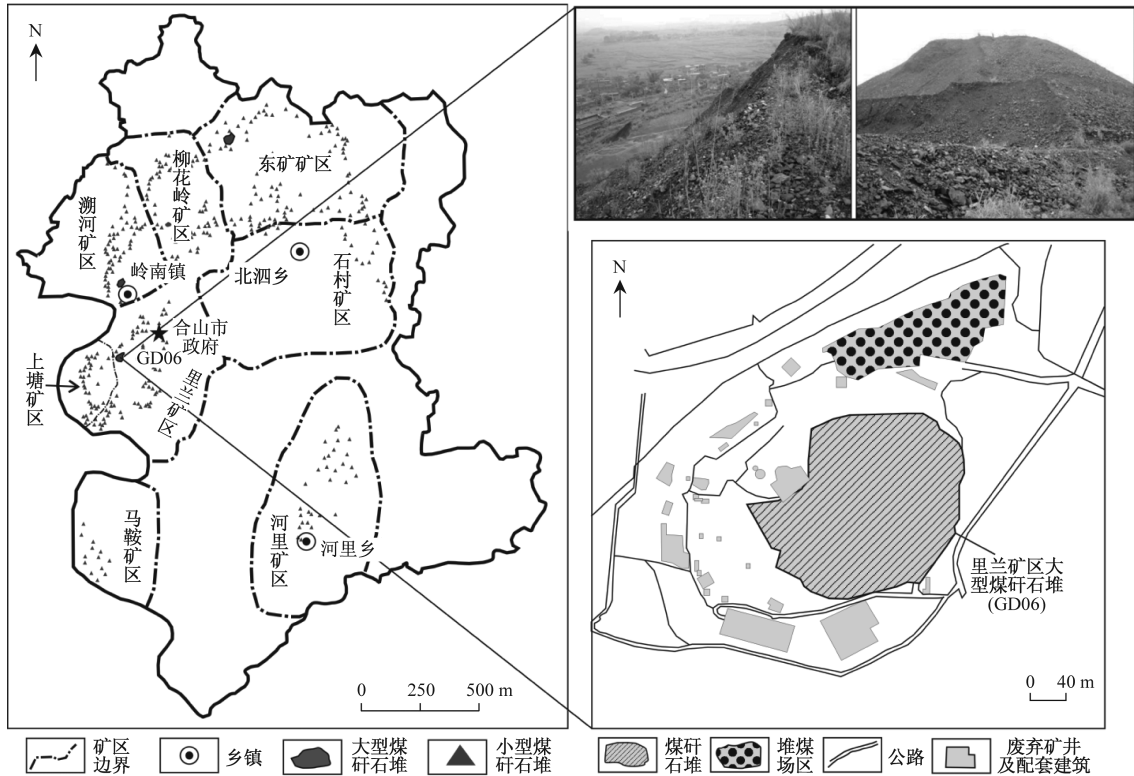 N
东矿矿区
柳花岭矿区
溯河矿区
岭南镇
北泗乡
石村矿区
合山市
政府
GD06
上塘矿区
里兰矿区
马鞍矿区
河里矿区
河里乡
0 250 500 m
N
里兰矿区大
型煤矸石堆
(GD06)
0 40 m
矿区
边界
乡镇
大型煤
矸石堆
小型煤
矸石堆
煤矸
石堆
堆煤
场区
公路
废弃矿井
及配套建筑